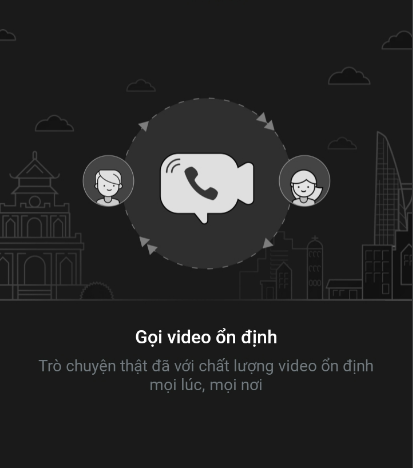 Gọi video ổn định
Trò chuyện thật đã với chất lượng video ổn định
mọi lúc, mọi nơi